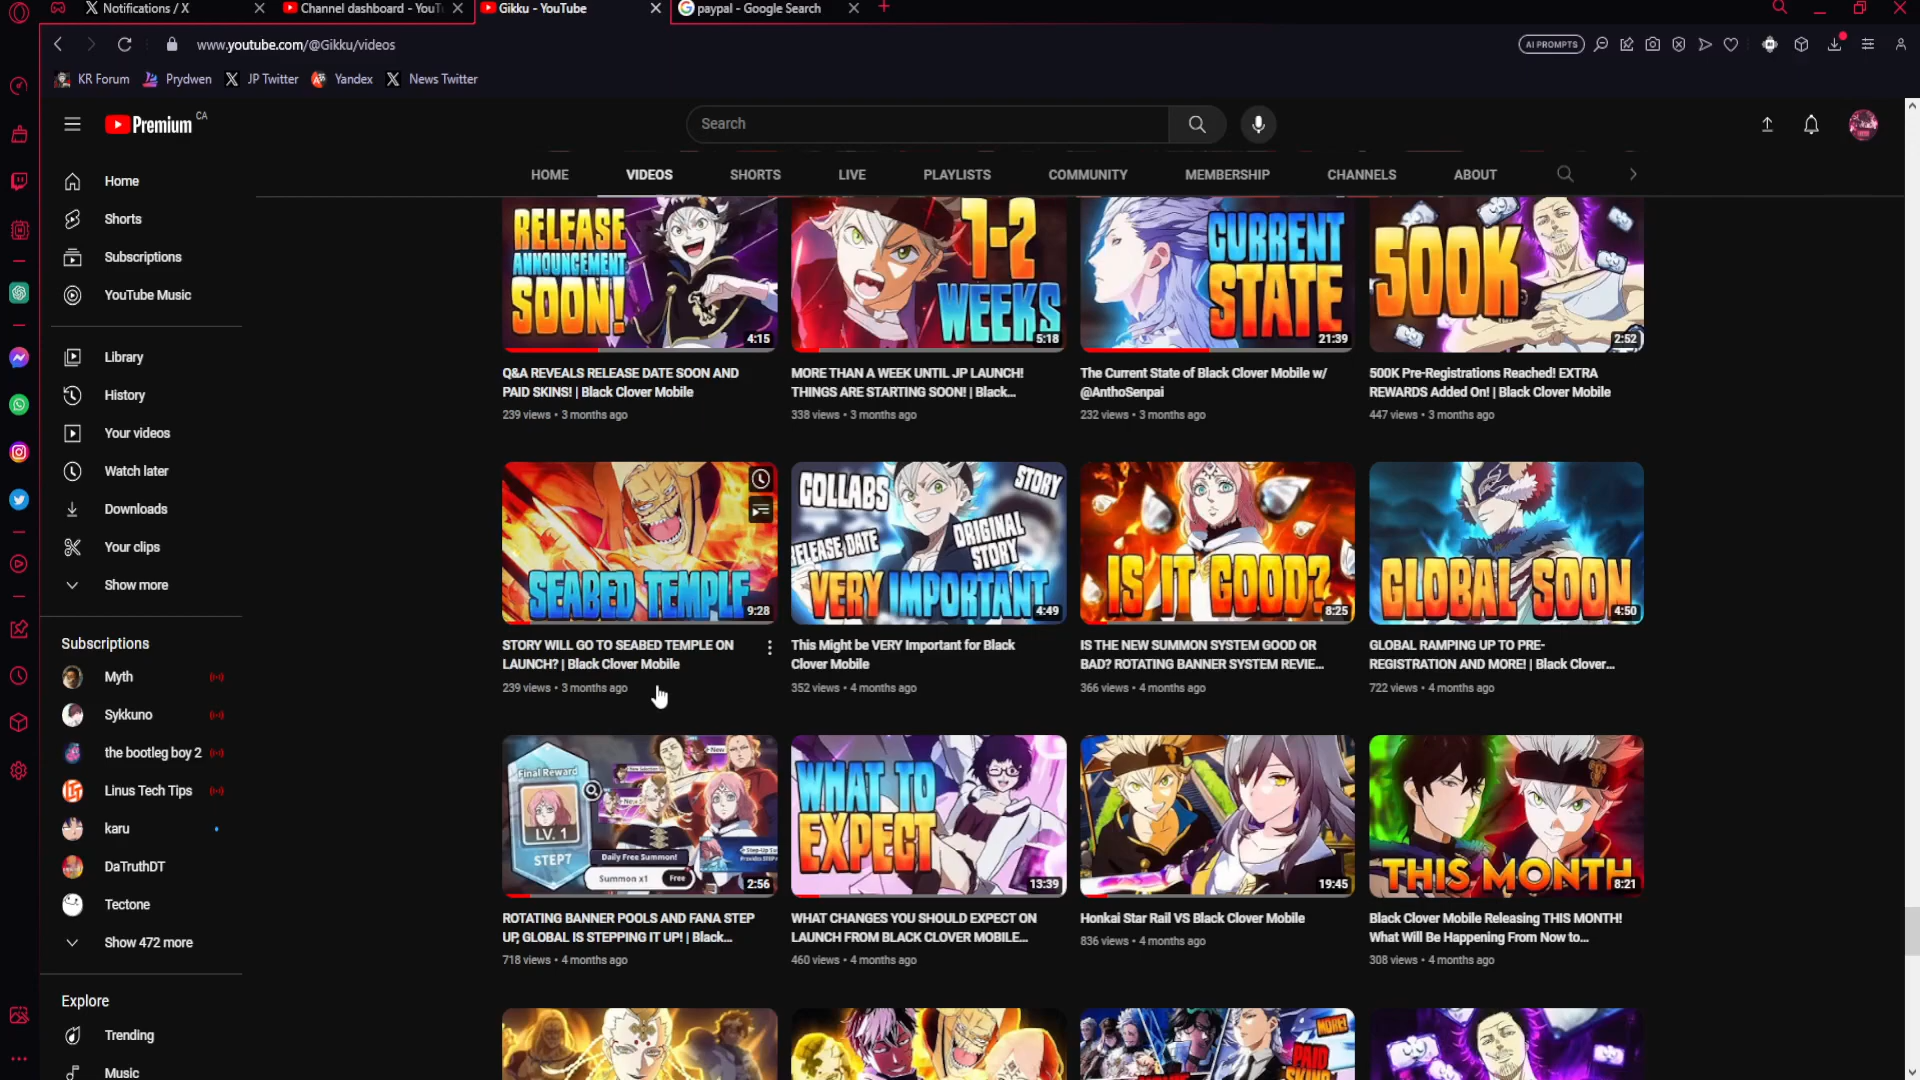 Notifications / X
Channel dashboard - YouT
Gikku - YouTube
paypal - Google Search
www.youtube.com/@Gikku/videos
AI PROMPTS
KR Forum
Prydwen
JP Twitter
Yandex
News Twitter
Premium CA
Search
HOME
VIDEOS
SHORTS
LIVE
PLAYLISTS
COMMUNITY
MEMBERSHIP
CHANNELS
ABOUT
Home
Shorts
Subscriptions
YouTube Music
Library
History
Your videos
Watch later
Downloads
Your clips
Show more
Subscriptions
Myth
Sykkuno
the bootleg boy 2
Linus Tech Tips
karu
DaTruthDT
Tectone
Show 472 more
Explore
Trending
Music
RELEASE
ANNOUNCEMENT
SOON!
4:15
Q&A REVEALS RELEASE DATE SOON AND
PAID SKINS! | Black Clover Mobile
239 views • 3 months ago
1-2
WEEKS
5:18
MORE THAN A WEEK UNTIL JP LAUNCH!
THINGS ARE STARTING SOON! | Black...
338 views • 3 months ago
CURRENT
STATE
21:39
The Current State of Black Clover Mobile w/
@AnthoSenpai
232 views • 3 months ago
500K
2:52
500K Pre-Registrations Reached! EXTRA
REWARDS Added On! | Black Clover Mobile
447 views • 3 months ago
SEABED TEMPLE
9:28
STORY WILL GO TO SEABED TEMPLE ON
LAUNCH? | Black Clover Mobile
239 views • 3 months ago
COLLABS
STORY
RELEASE DATE
ORIGINAL
STORY
VERY IMPORTANT
4:49
This Might be VERY Important for Black
Clover Mobile
352 views • 4 months ago
IS IT GOOD?
8:25
IS THE NEW SUMMON SYSTEM GOOD OR
BAD? ROTATING BANNER SYSTEM REVIE...
366 views • 4 months ago
GLOBAL SOON
4:50
GLOBAL RAMPING UP TO PRE-
REGISTRATION AND MORE! | Black Clover...
722 views • 4 months ago
Final Reward
LV. 1
STEP7
Daily Free Summon!
Summon x1
Free
2:56
ROTATING BANNER POOLS AND FANA STEP
UP, GLOBAL IS STEPPING IT UP! | Black...
718 views • 4 months ago
WHAT TO
EXPECT
13:39
WHAT CHANGES YOU SHOULD EXPECT ON
LAUNCH FROM BLACK CLOVER MOBILE...
460 views • 4 months ago
19:45
Honkai Star Rail VS Black Clover Mobile
836 views • 4 months ago
THIS MONTH
8:21
Black Clover Mobile Releasing THIS MONTH!
What Will Be Happening From Now to...
308 views • 4 months ago
MORE!
PAID